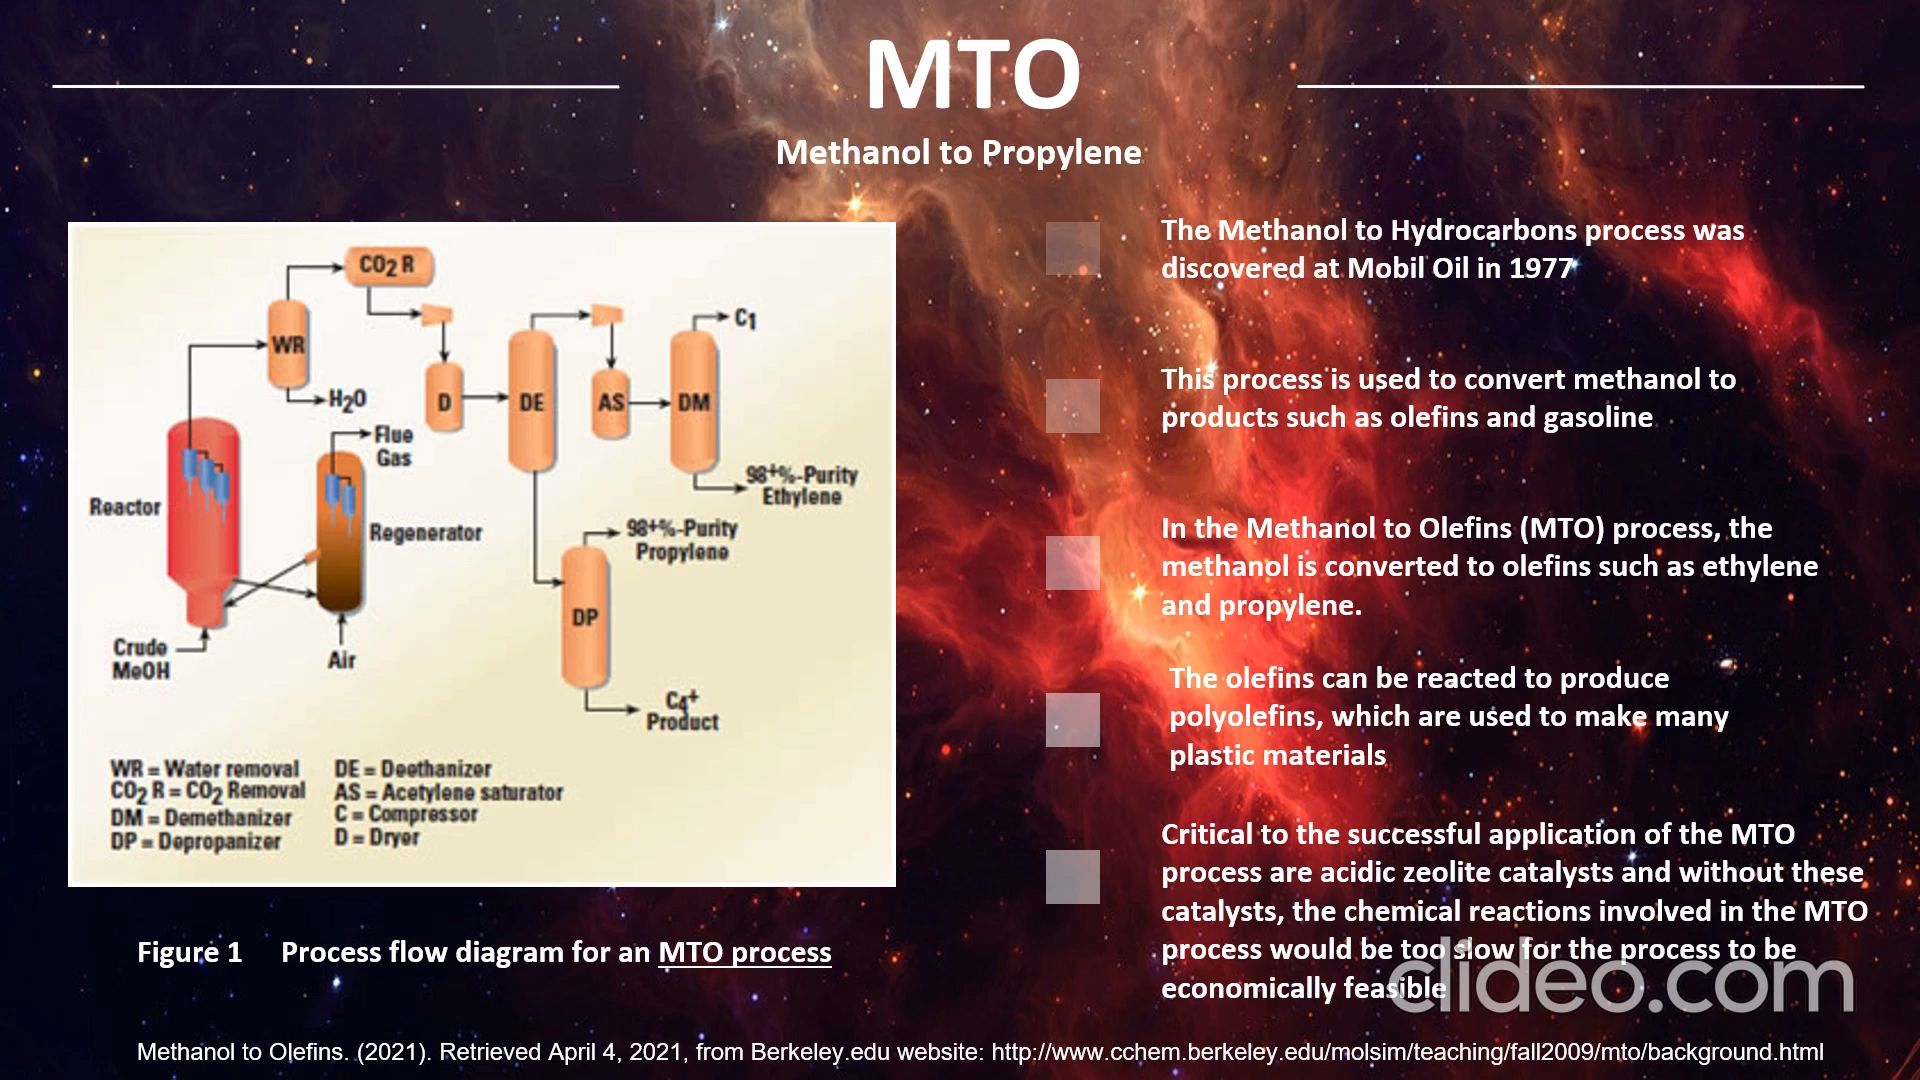 MTO
Methanol to Propylene
CO2 R
WR
H2O
Flue
Gas
D
DE
AS
DM
C1
98+%-Purity
Ethylene
Reactor
Regenerator
98+%-Purity
Propylene
DP
Crude
MeOH
Air
C4+
Product
WR = Water removal
CO2 R = CO2 Removal
DM = Demethanizer
DP = Depropanizer
DE = Deethanizer
AS = Acetylene saturator
C = Compressor
D = Dryer
Figure 1 Process flow diagram for an MTO process
The Methanol to Hydrocarbons process was
discovered at Mobil Oil in 1977
This process is used to convert methanol to
products such as olefins and gasoline
In the Methanol to Olefins (MTO) process, the
methanol is converted to olefins such as ethylene
and propylene.
The olefins can be reacted to produce
polyolefins, which are used to make many
plastic materials
Critical to the successful application of the MTO
process are acidic zeolite catalysts and without these
catalysts, the chemical reactions involved in the MTO
process would be too slow for the process to be
economically feasible
clideo.com
Methanol to Olefins. (2021). Retrieved April 4, 2021, from Berkeley.edu website: http://www.cchem.berkeley.edu/molsim/teaching/fall2009/mto/background.html